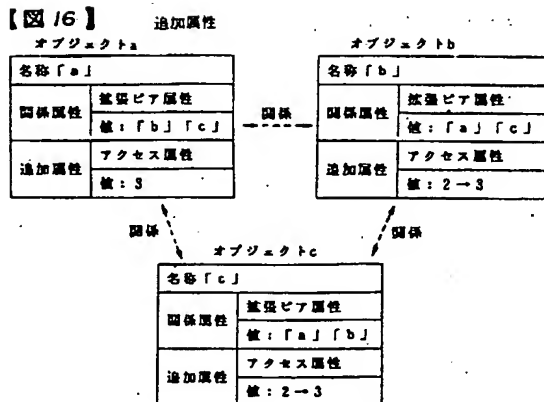 【図16】
追加属性
オブジェクトa
名称「a」
関係属性
拡張ピア属性
値：「b」「c」
追加属性
アクセス属性
値：3
関係
オブジェクトb
名称「b」
関係属性
拡張ピア属性
値：「a」「c」
追加属性
アクセス属性
値：2→3
関係
関係
オブジェクトc
名称「c」
関係属性
拡張ピア属性
値：「a」「b」
追加属性
アクセス属性
値：2→3